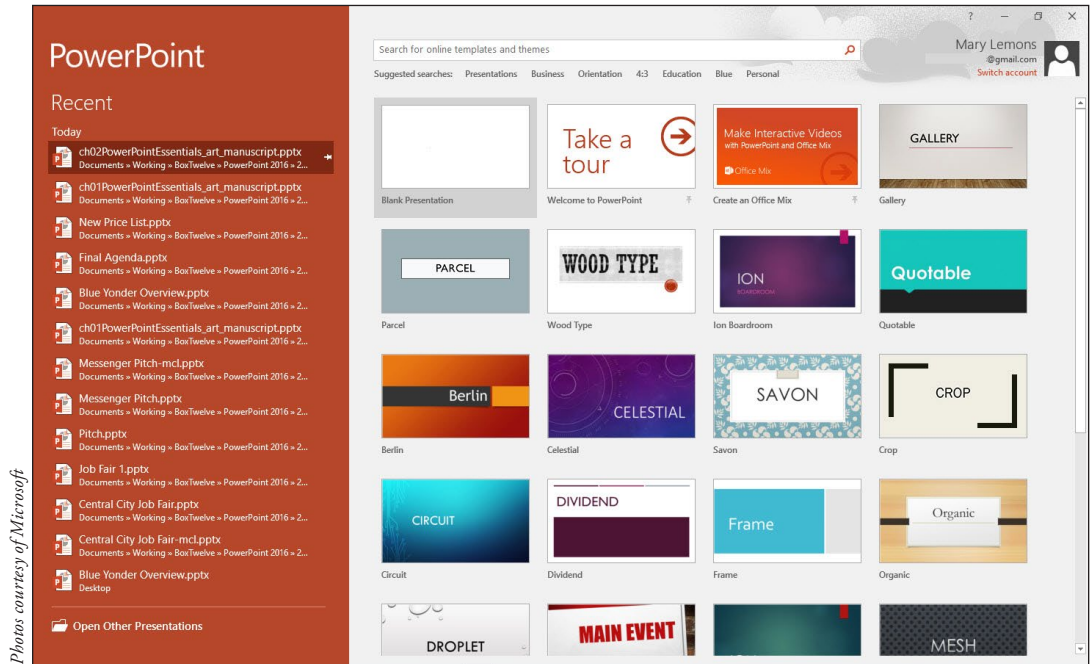 PowerPoint
Recent
Today
ch02PowerPointEssentials_art_manuscript.pptx
Documents » Working » BoxTwelve » PowerPoint 2016 » 2...
ch01PowerPointEssentials_art_manuscript.pptx
Documents » Working » BoxTwelve » PowerPoint 2016 » 2...
New Price List.pptx
Documents » Working » BoxTwelve » PowerPoint 2016 » 2...
Final Agenda.pptx
Documents » Working » BoxTwelve » PowerPoint 2016 » 2...
Blue Yonder Overview.pptx
Documents » Working » BoxTwelve » PowerPoint 2016 » 2...
ch01PowerPointEssentials_art_manuscript.pptx
Documents » Working » BoxTwelve » PowerPoint 2016 » 2...
Messenger Pitch-mcl.pptx
Documents » Working » BoxTwelve » PowerPoint 2016 » 2...
Messenger Pitch.pptx
Documents » Working » BoxTwelve » PowerPoint 2016 » 2...
Pitch.pptx
Documents » Working » BoxTwelve » PowerPoint 2016 » 2...
Job Fair 1.pptx
Documents » Working » BoxTwelve » PowerPoint 2016 » 2...
Central City Job Fair.pptx
Documents » Working » BoxTwelve » PowerPoint 2016 » 2...
Central City Job Fair-mcl.pptx
Documents » Working » BoxTwelve » PowerPoint 2016 » 2...
Blue Yonder Overview.pptx
Desktop
Open Other Presentations
?
Search for online templates and themes
Suggested searches: Presentations Business Orientation 4:3 Education Blue Personal
Mary Lemons
@gmail.com
Switch account
Blank Presentation
Take a
tour
Welcome to PowerPoint
Make Interactive Videos
with PowerPoint and Office Mix
Office Mix
Create an Office Mix
GALLERY
Gallery
PARCEL
Parcel
WOOD TYPE
Wood Type
ION
BOARDROOM
Ion Boardroom
Quotable
Quotable
Berlin
Berlin
CELESTIAL
Celestial
SAVON
Savon
CROP
Crop
CIRCUIT
Circuit
DIVIDEND
Dividend
Frame
Frame
Organic
Organic
DROPLET
MAIN EVENT
MESH
Photos courtesy of Microsoft